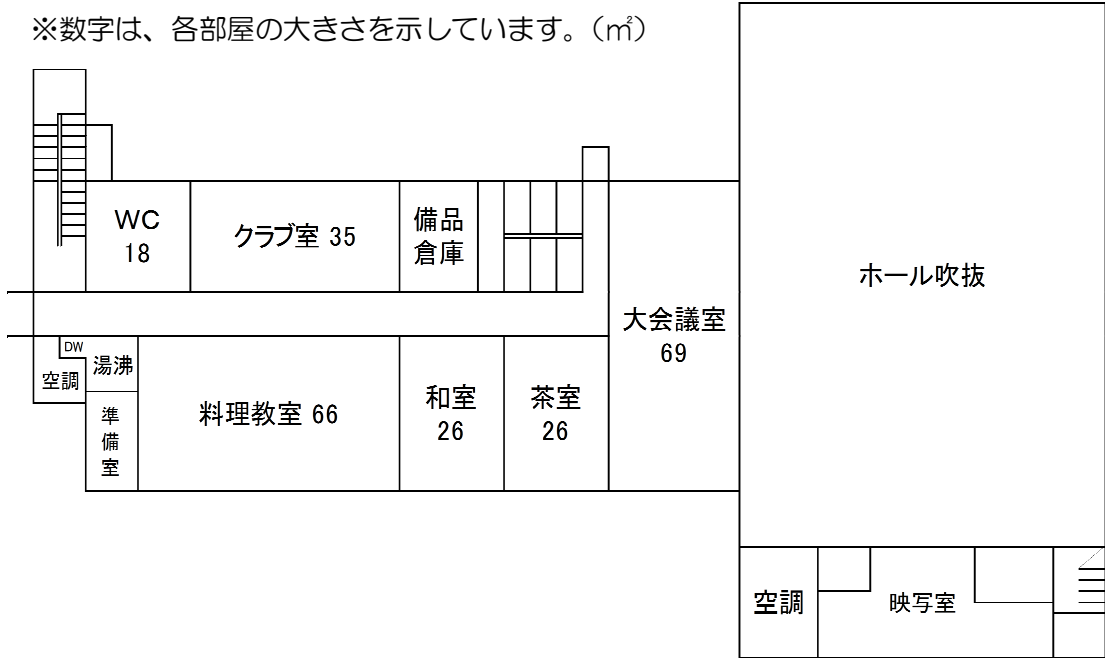 ※数字は、各部屋の大きさを示しています。(㎡)
WC
18
クラブ室 35
備品
倉庫
ホール吹抜
大会議室
69
DW
湯沸
空調
準
備
室
料理教室 66
和室
26
茶室
26
空調
映写室